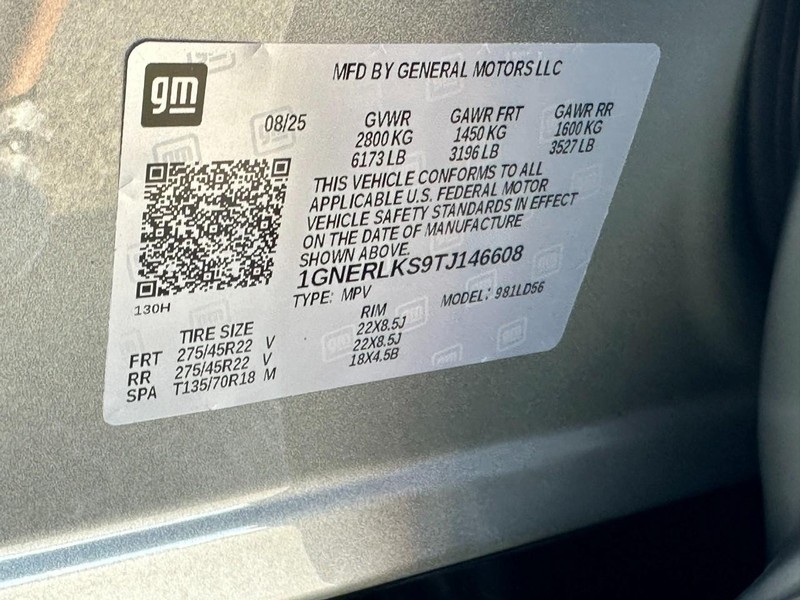 gm
MFD BY GENERAL MOTORS LLC
08/25 GVWR GAWR FRT GAWR RR
2800 KG 1450 KG 1600 KG
6173 LB 3196 LB 3527 LB
THIS VEHICLE CONFORMS TO ALL
APPLICABLE U.S. FEDERAL MOTOR
VEHICLE SAFETY STANDARDS IN EFFECT
ON THE DATE OF MANUFACTURE
SHOWN ABOVE.
1GNERLKS9TJ146608
TYPE: MPV MODEL: 981LD56
130H
TIRE SIZE RIM
FRT 275/45R22 V 22X8.5J
RR 275/45R22 V 22X8.5J
SPA T135/70R18 M 18X4.5B